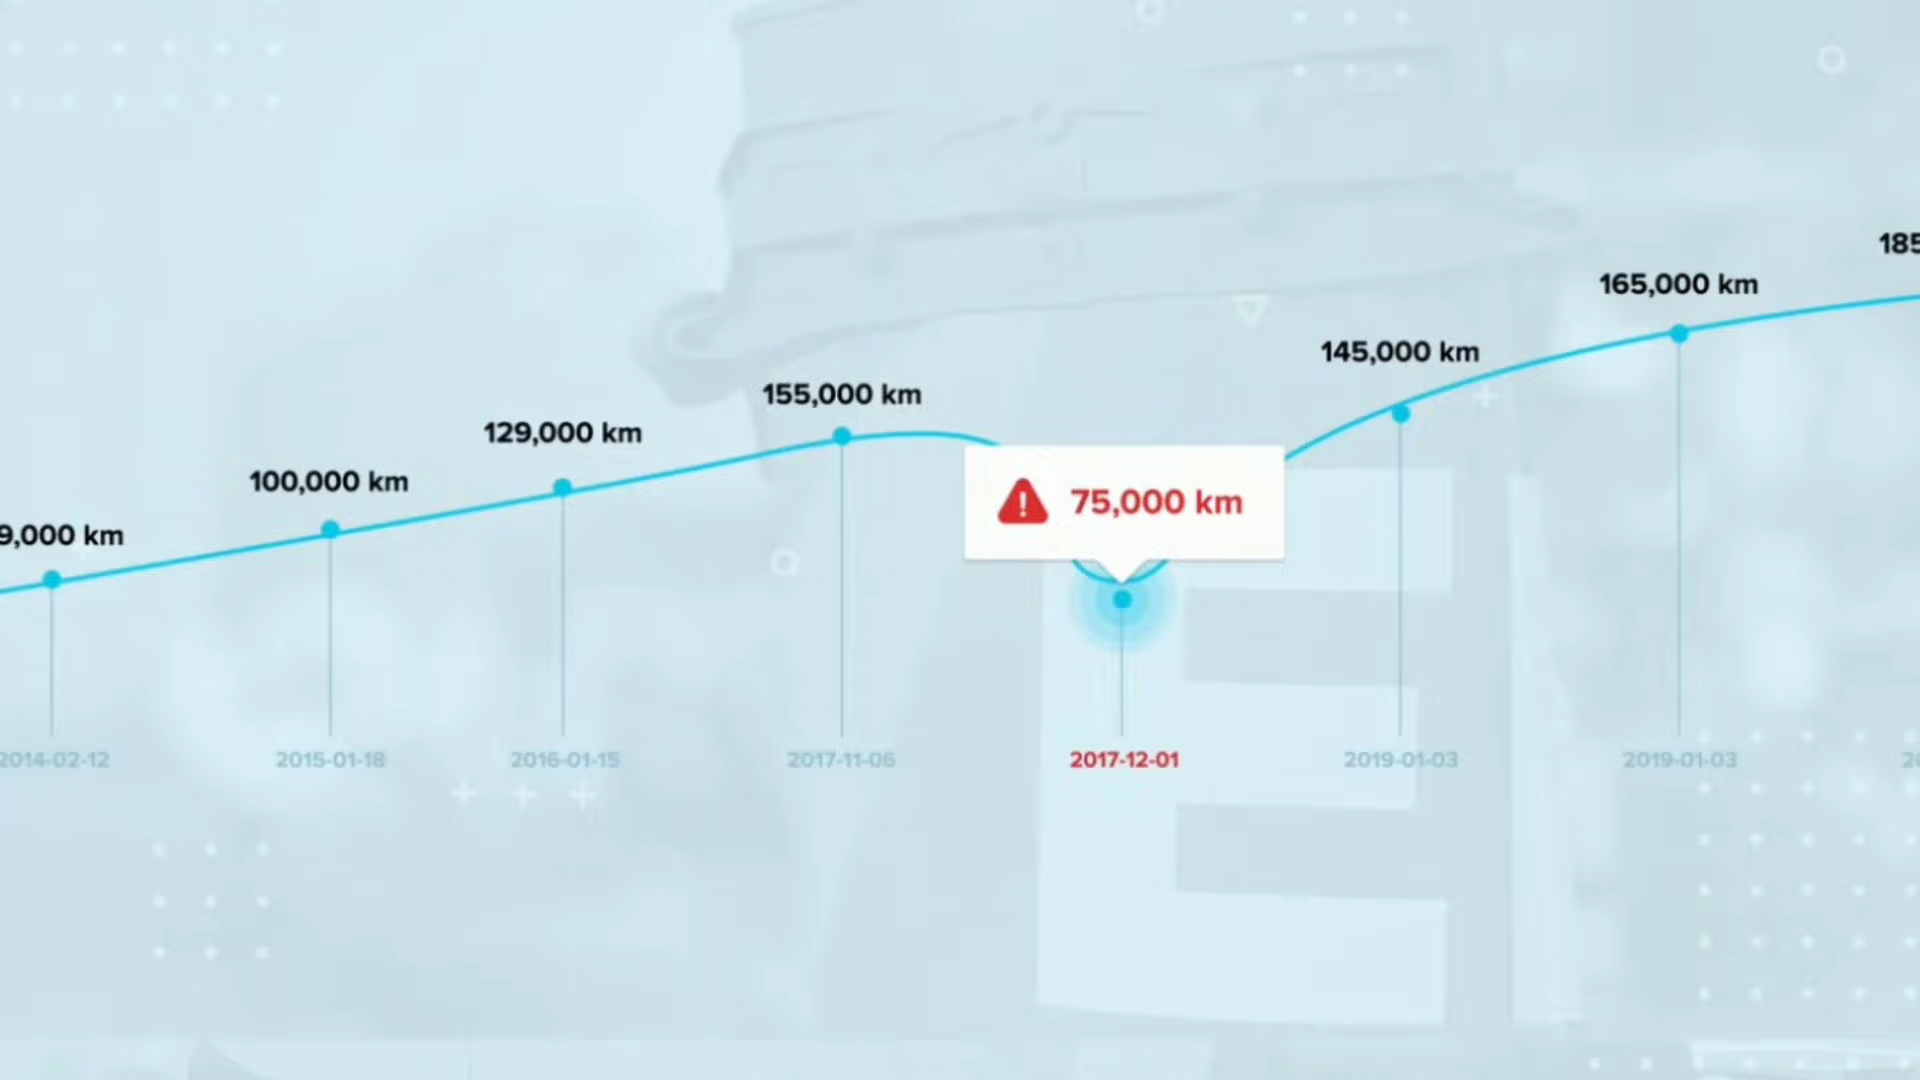 185
165,000 km
145,000 km
155,000 km
129,000 km
100,000 km
9,000 km
75,000 km
2014-02-12
2015-01-18
2016-01-15
2017-11-06
2017-12-01
2019-01-03
2019-01-03
20